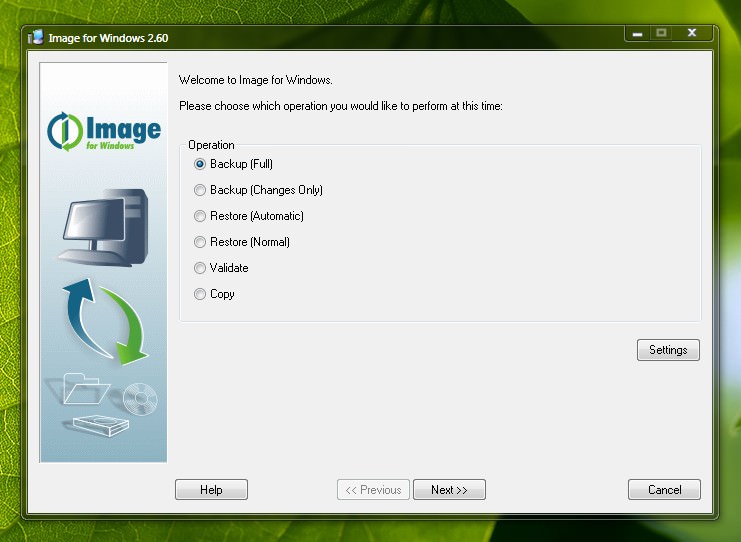 Image for Windows 2.60
Welcome to Image for Windows.
Please choose which operation you would like to perform at this time:
Image
for Windows
Operation
Backup (Full)
Backup (Changes Only)
Restore (Automatic)
Restore (Normal)
Validate
Copy
Settings
Help
<< Previous
Next >>
Cancel